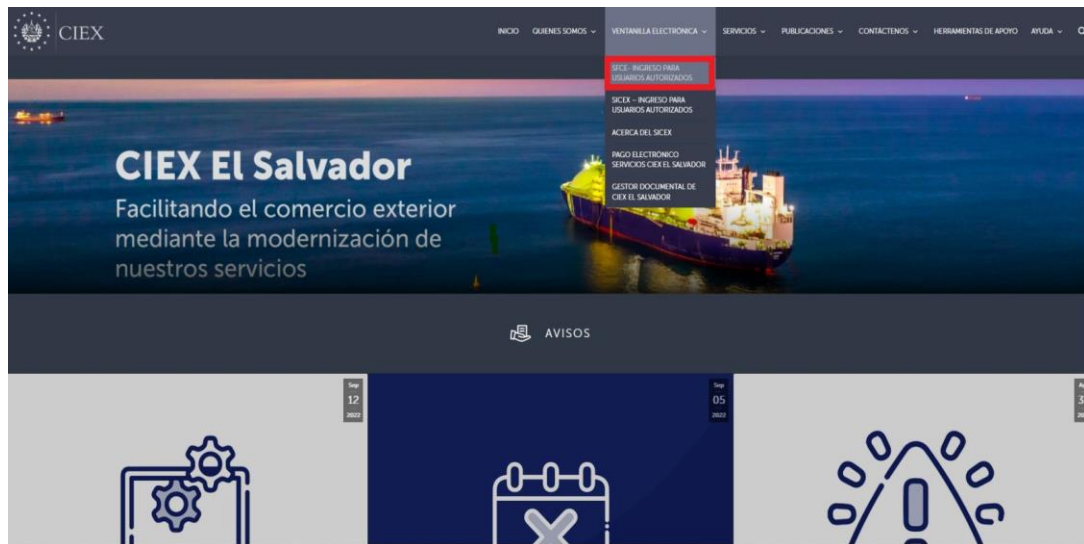 CIEX
INICIO QUIENES SOMOS VENTANILLA ELECTRÓNICA SERVICIOS PUBLICACIONES CONTÁCTENOS HERRAMIENTAS DE APOYO AYUDA
SFCE- INGRESO PARA
USUARIOS AUTORIZADOS
SICEX – INGRESO PARA
USUARIOS AUTORIZADOS
ACERCA DEL SICEX
PAGO ELECTRÓNICO
SERVICIOS CIEX EL SALVADOR
GESTOR DOCUMENTAL DE
CIEX EL SALVADOR
CIEX El Salvador
Facilitando el comercio exterior
mediante la modernización de
nuestros servicios
AVISOS
Sep
12
2022
Sep
05
2022